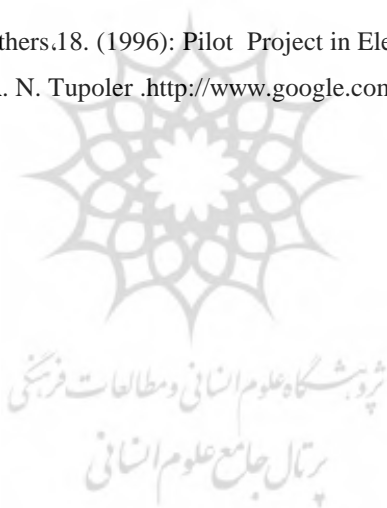 thers،18. (1996): Pilot Project in Ele
. N. Tupoler .http://www.google.com
پژوهشگاه علوم انسانی و مطالعات فرهنگی
پرتال جامع علوم انسانی